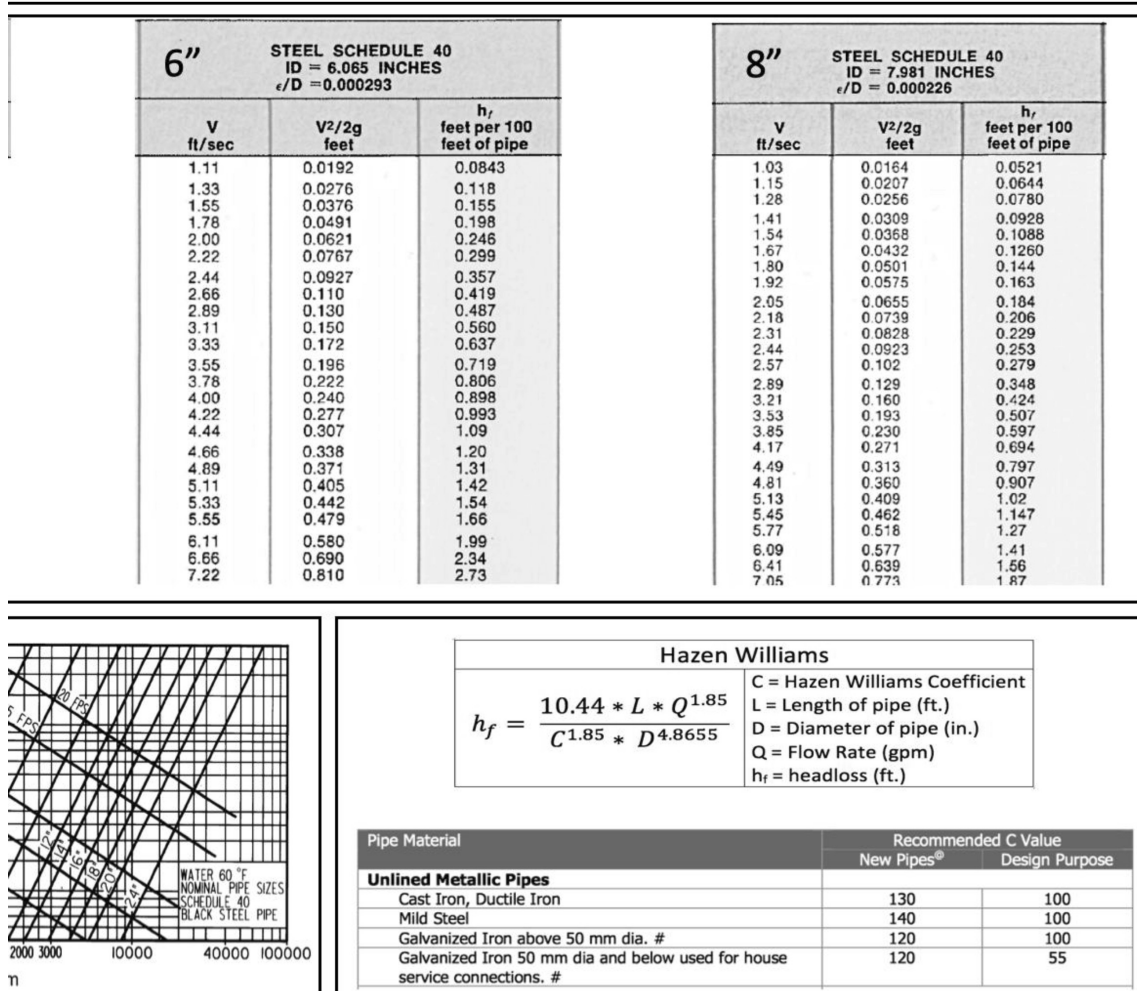 6”
STEEL SCHEDULE 40
ID = 6.065 INCHES
ϵ/D =0.000293
V ft/sec V²/2g feet hf feet per 100 feet of pipe
1.11 0.0192 0.0843
1.33 0.0276 0.118
1.55 0.0376 0.155
1.78 0.0491 0.198
2.00 0.0621 0.246
2.22 0.0767 0.299
2.44 0.0927 0.357
2.66 0.110 0.419
2.89 0.130 0.487
3.11 0.150 0.560
3.33 0.172 0.637
3.55 0.196 0.719
3.78 0.222 0.806
4.00 0.240 0.898
4.22 0.277 0.993
4.44 0.307 1.09
4.66 0.338 1.20
4.89 0.371 1.31
5.11 0.405 1.42
5.33 0.442 1.54
5.55 0.479 1.66
6.11 0.580 1.99
6.66 0.690 2.34
7.22 0.810 2.73
8”
STEEL SCHEDULE 40
ID = 7.981 INCHES
ϵ/D = 0.000226
V ft/sec V²/2g feet hf feet per 100 feet of pipe
1.03 0.0164 0.0521
1.15 0.0207 0.0644
1.28 0.0256 0.0780
1.41 0.0309 0.0928
1.54 0.0368 0.1088
1.67 0.0432 0.1260
1.80 0.0501 0.144
1.92 0.0575 0.163
2.05 0.0655 0.184
2.18 0.0739 0.206
2.31 0.0828 0.229
2.44 0.0923 0.253
2.57 0.102 0.279
2.89 0.129 0.348
3.21 0.160 0.424
3.53 0.193 0.507
3.85 0.230 0.597
4.17 0.271 0.694
4.49 0.313 0.797
4.81 0.360 0.907
5.13 0.409 1.02
5.45 0.462 1.147
5.77 0.518 1.27
6.09 0.577 1.41
6.41 0.639 1.56
7.05 0.773 1.87
20 FPS
5 FPS
12" 14" 16" 18" 20" 24"
WATER 60 °F
NOMINAL PIPE SIZES
SCHEDULE 40
BLACK STEEL PIPE
2000 3000 10000 40000 100000
m
Hazen Williams
hf = 10.44 * L * Q^1.85 / C^1.85 * D^4.8655
C = Hazen Williams Coefficient
L = Length of pipe (ft.)
D = Diameter of pipe (in.)
Q = Flow Rate (gpm)
hf = headloss (ft.)
Pipe Material Recommended C Value
New Pipes Design Purpose
Unlined Metallic Pipes
Cast Iron, Ductile Iron 130 100
Mild Steel 140 100
Galvanized Iron above 50 mm dia. # 120 100
Galvanized Iron 50 mm dia and below used for house 120 55
service connections. #